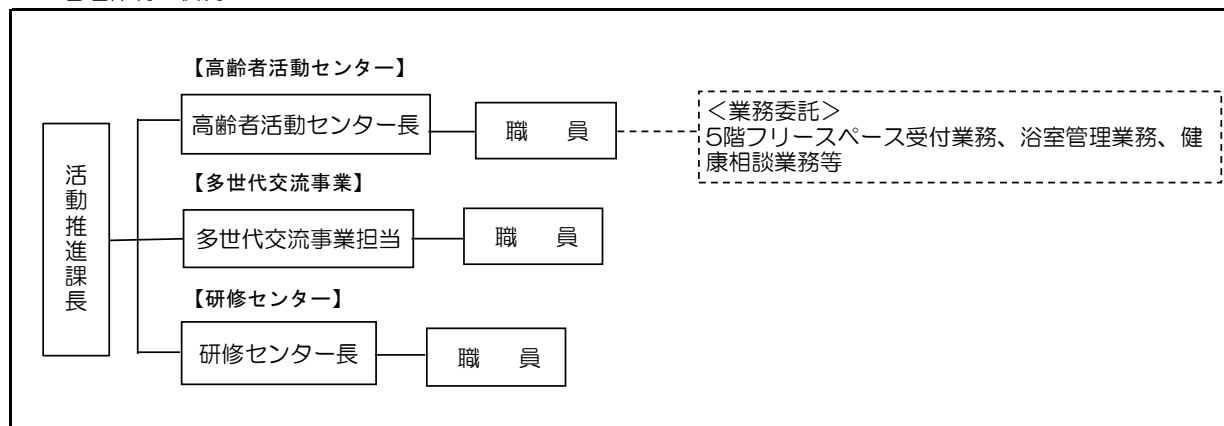 【高齢者活動センター】
高齢者活動センター長
職　員
＜業務委託＞
5階フリースペース受付業務、浴室管理業務、健
康相談業務等
活動推進課長
【多世代交流事業】
多世代交流事業担当
職　員
【研修センター】
研修センター長
職　員